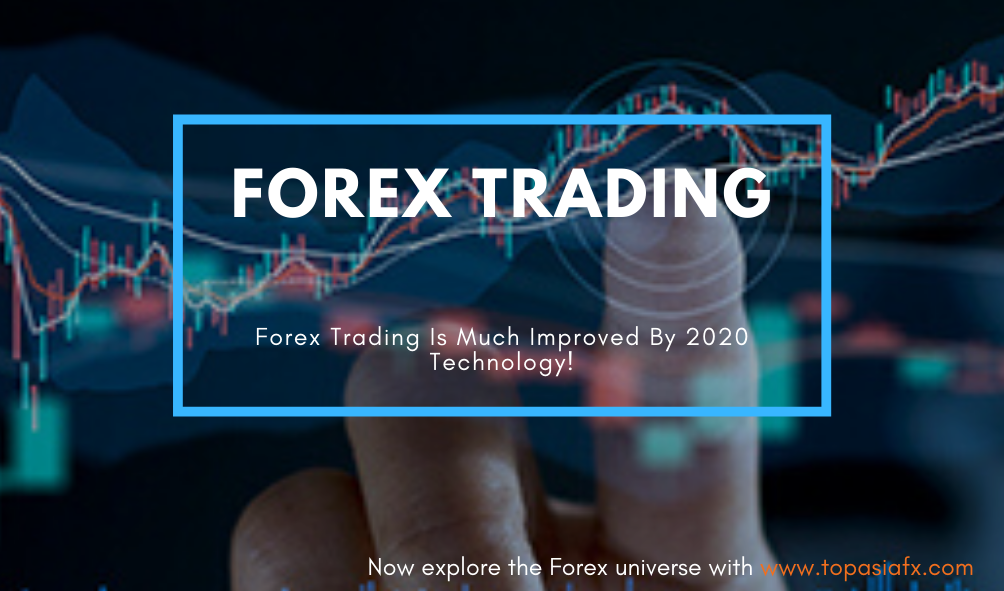 FOREX TRADING
Forex Trading Is Much Improved By 2020
Technology!
Now explore the Forex universe with www.topasiafx.com